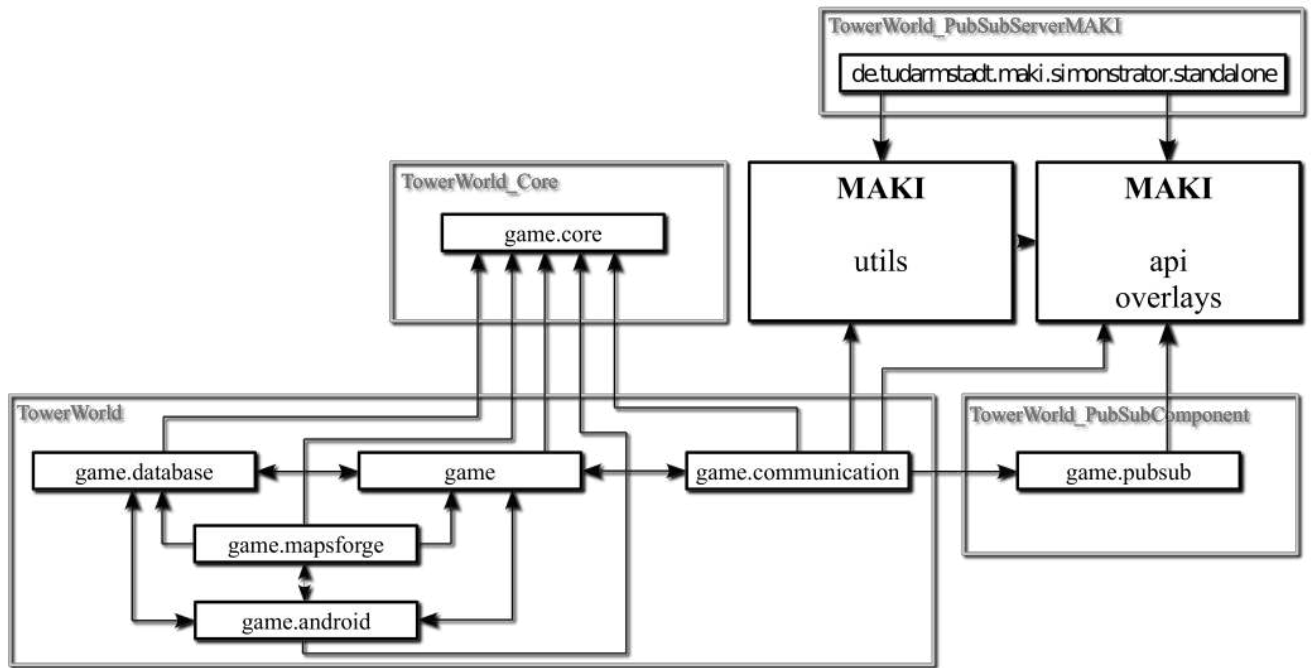 TowerWorld_PubSubServerMAKI
de.tudarmstadt.maki.simonstrator.standalone
TowerWorld_Core
game.core
MAKI
utils
MAKI
api
overlays
TowerWorld
game.database
game
game.communication
game.mapsforge
game.android
TowerWorld_PubSubComponent
game.pubsub